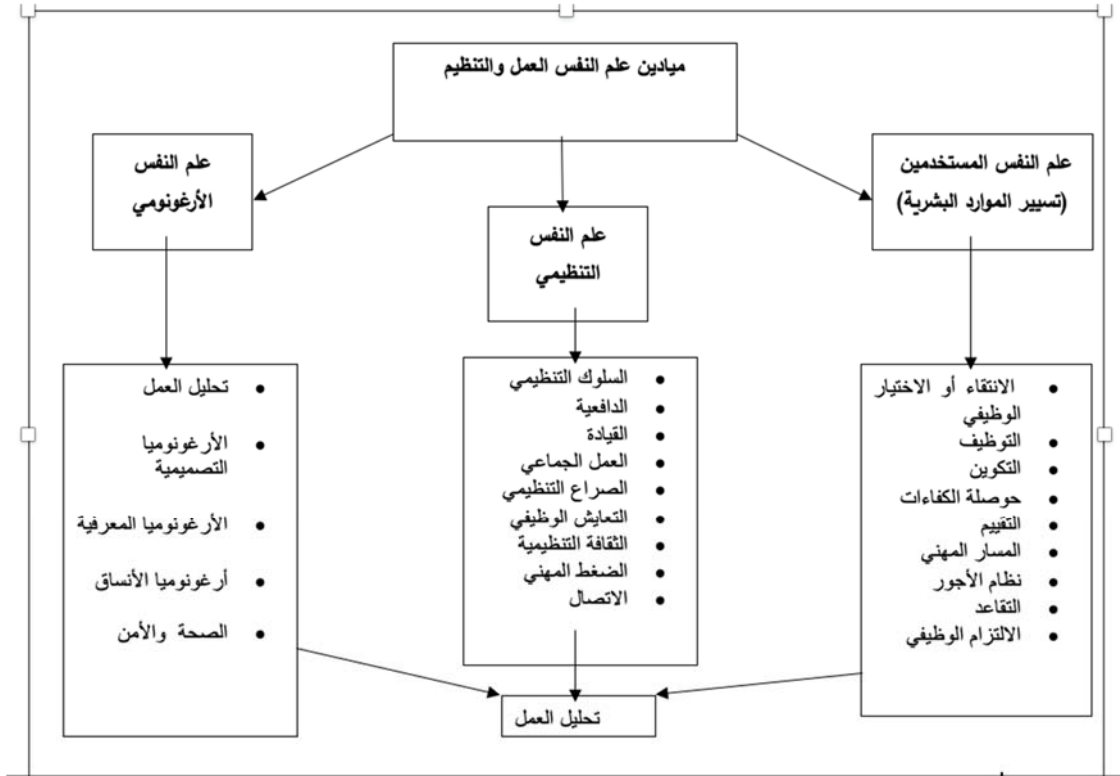 ميادين علم النفس العمل والتنظيم
علم النفس المستخدمين
(تسيير الموارد البشرية)
علم النفس
التنظيمي
علم النفس
الأرغونومي
• الانتقاء أو الاختيار
الوظيفي
• التوظيف
• التكوين
• حوصلة الكفاءات
• التقييم
• المسار المهني
• نظام الأجور
• التقاعد
• الالتزام الوظيفي
• السلوك التنظيمي
• الدافعية
• القيادة
• العمل الجماعي
• الصراع التنظيمي
• التعايش الوظيفي
• الثقافة التنظيمية
• الضغط المهني
• الاتصال
• تحليل العمل
• الأرغونوميا
التصميمية
• الأرغونوميا المعرفية
• أرغونوميا الأنساق
• الصحة والأمن
تحليل العمل